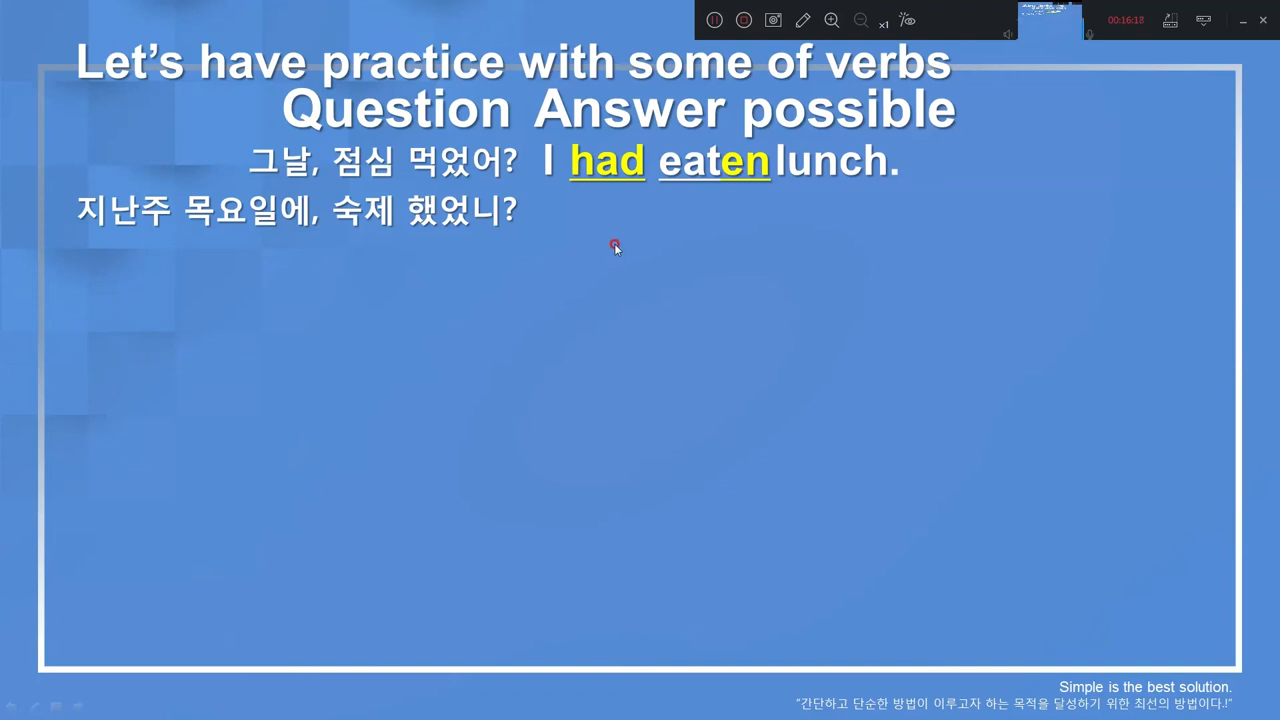 x1
00:16:18
Let’s have practice with some of verbs
Question Answer possible
그날, 점심 먹었어? I had eaten lunch.
지난주 목요일에, 숙제 했었니?
Simple is the best solution.
"간단하고 단순한 방법이 이루고자 하는 목적을 달성하기 위한 최선의 방법이다.!"